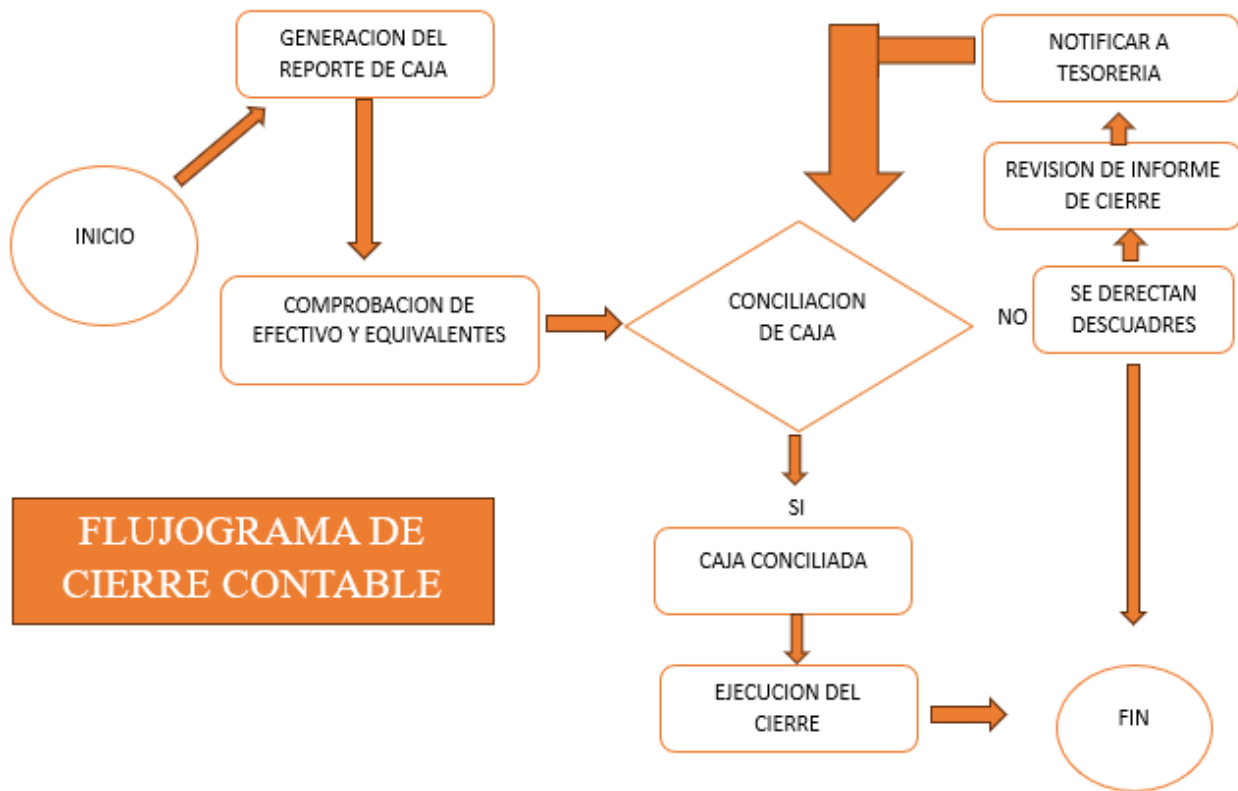 GENERACION DEL
REPORTE DE CAJA
NOTIFICAR A
TESORERIA
INICIO
REVISION DE INFORME
DE CIERRE
COMPROBACION DE
EFECTIVO Y EQUIVALENTES
CONCILIACION
DE CAJA
NO
SE DERECTAN
DESCUADRES
SI
FLUJOGRAMA DE
CIERRE CONTABLE
CAJA CONCILIADA
EJECUCION DEL
CIERRE
FIN